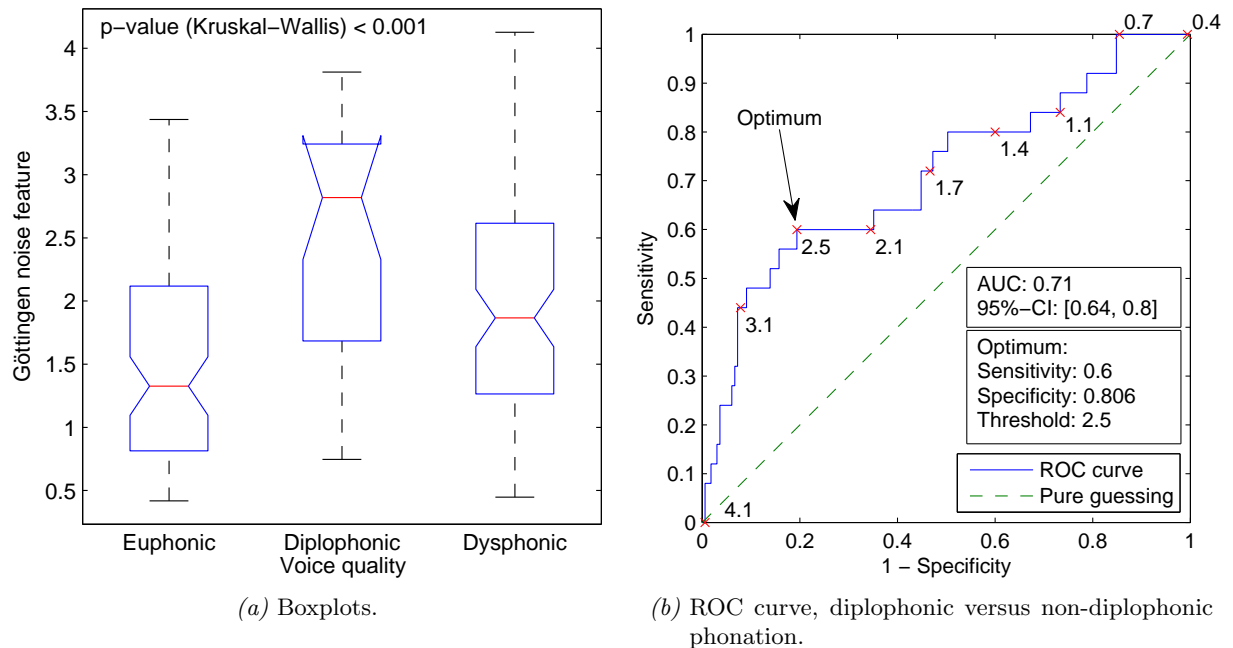 p−value (Kruskal−Wallis) < 0.001
Göttingen noise feature
4
3.5
3
2.5
2
1.5
1
0.5
Euphonic
Diplophonic
Dysphonic
Voice quality
(a) Boxplots.
Sensitivity
1
0.9
0.8
0.7
0.6
0.5
0.4
0.3
0.2
0.1
0
0.7
0.4
Optimum
1.1
1.4
1.7
2.5
2.1
3.1
4.1
AUC: 0.71
95%−CI: [0.64, 0.8]
Optimum:
Sensitivity: 0.6
Specificity: 0.806
Threshold: 2.5
ROC curve
Pure guessing
0
0.2
0.4
0.6
0.8
1
1 − Specificity
(b) ROC curve, diplophonic versus non-diplophonic
phonation.